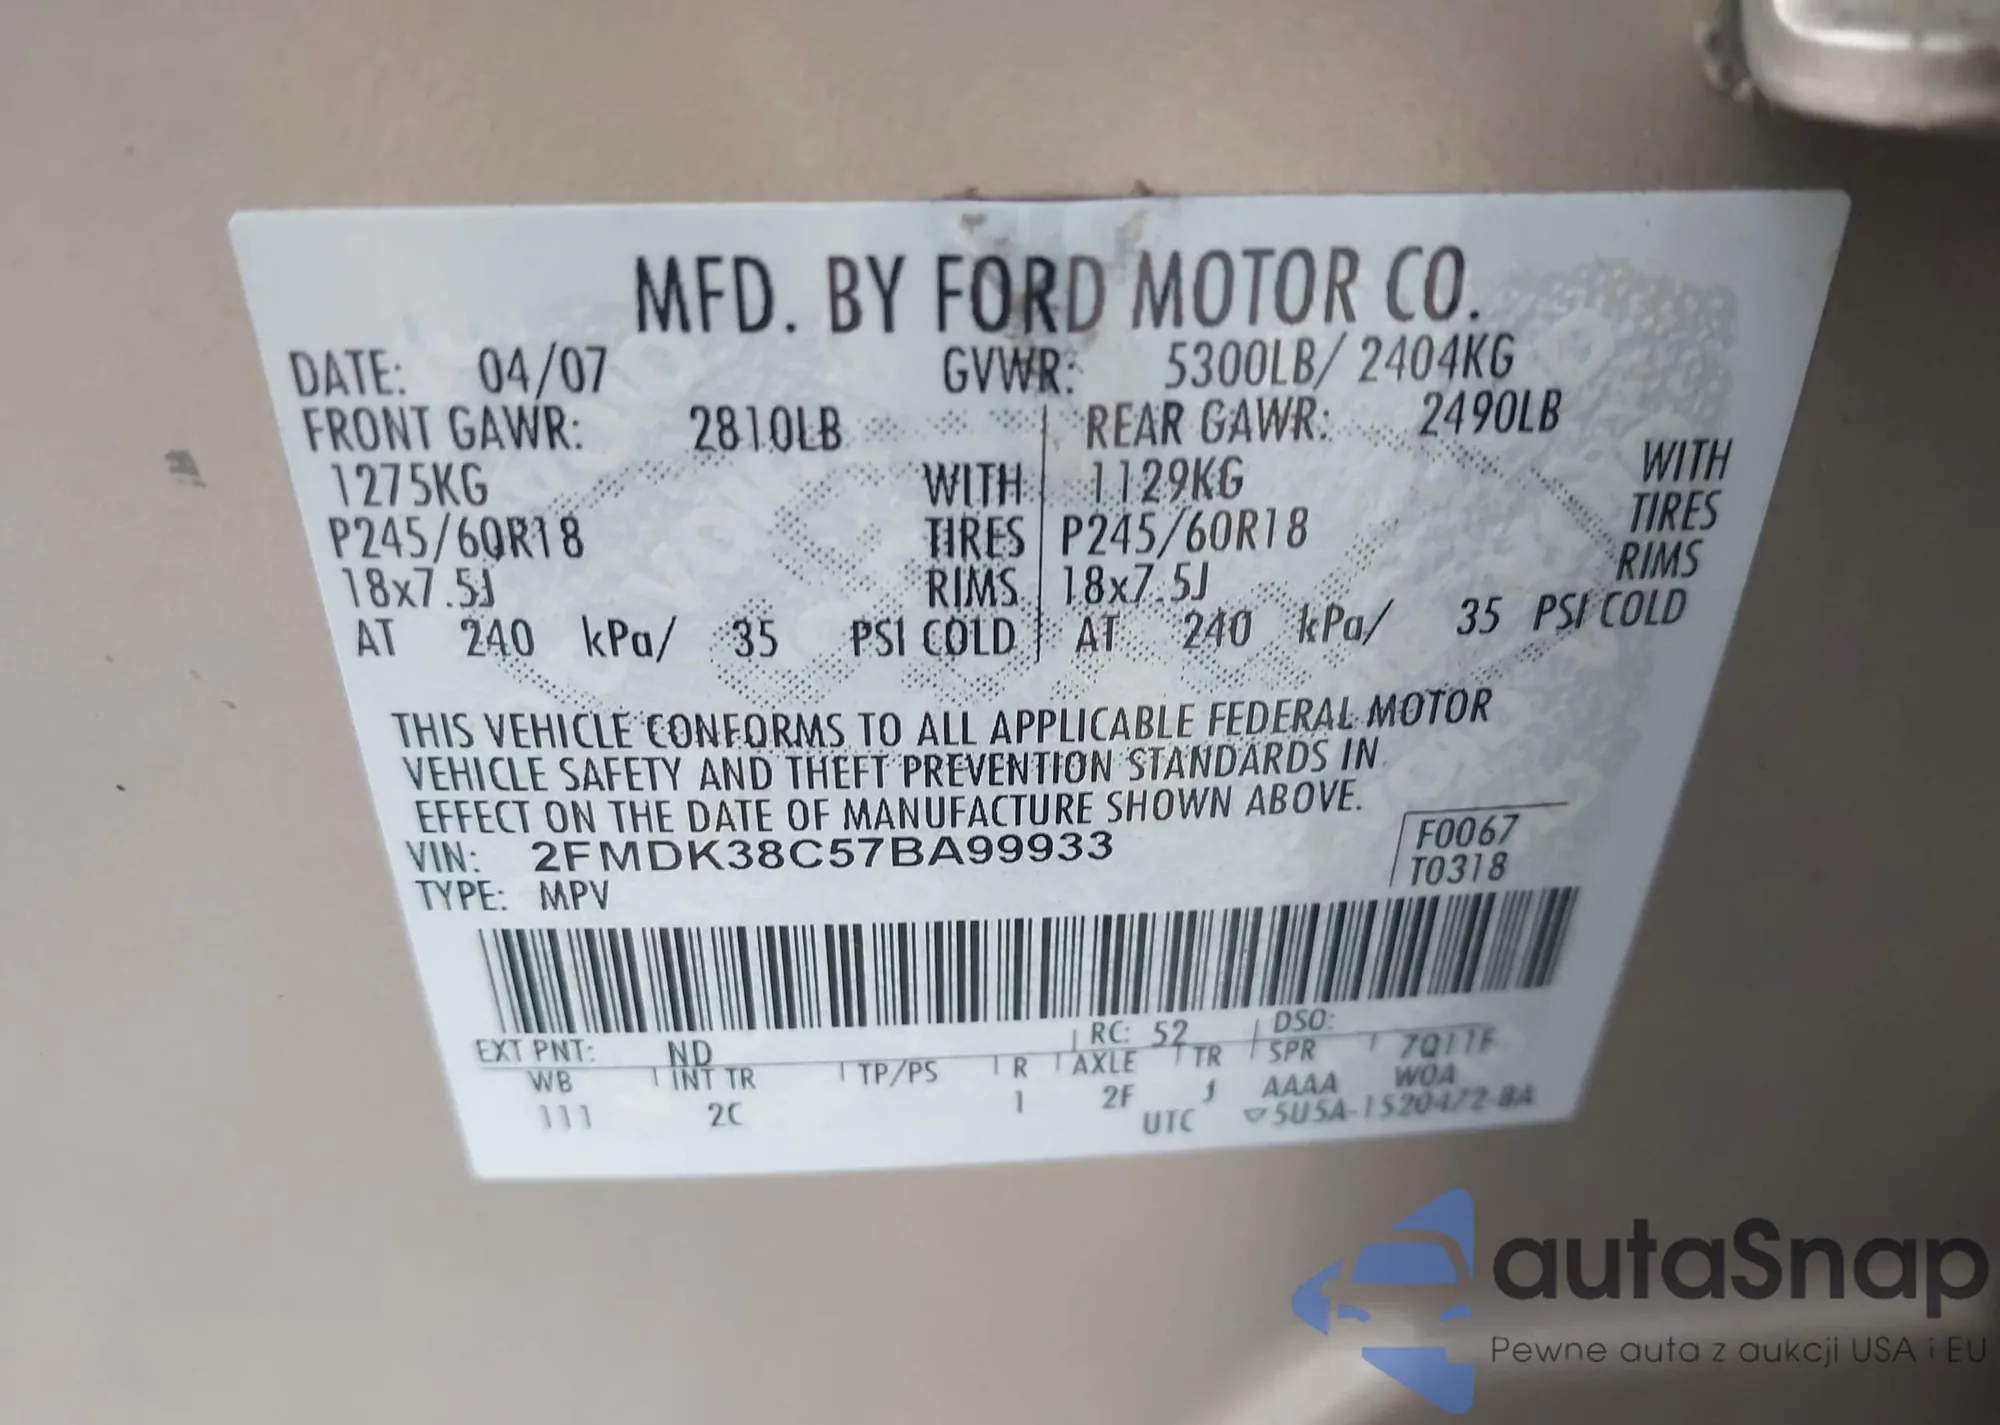 MFD. BY FORD MOTOR CO.
DATE: 04/07 GVWR: 5300LB/ 2404KG
FRONT GAWR: 2810LB REAR GAWR: 2490LB
1275KG WITH 1129KG WITH
P245/60R18 TIRES P245/60R18 TIRES
18x7.5J RIMS 18x7.5J RIMS
AT 240 kPa/ 35 PSI COLD AT 240 kPa/ 35 PSI COLD
THIS VEHICLE CONFORMS TO ALL APPLICABLE FEDERAL MOTOR
VEHICLE SAFETY AND THEFT PREVENTION STANDARDS IN
EFFECT ON THE DATE OF MANUFACTURE SHOWN ABOVE.
VIN: 2FMDK38C57BA99933 F0067
TYPE: MPV T0318
EXT PNT: ND RC: 52 DSO:
WB INT TR TP/PS R AXLE TR SPR 7Q11F
111 2C 1 2F J AAAA W0A
UTC 5U5A-1520472-BA
autaSnap
Pewne auta z aukcji USA i EU